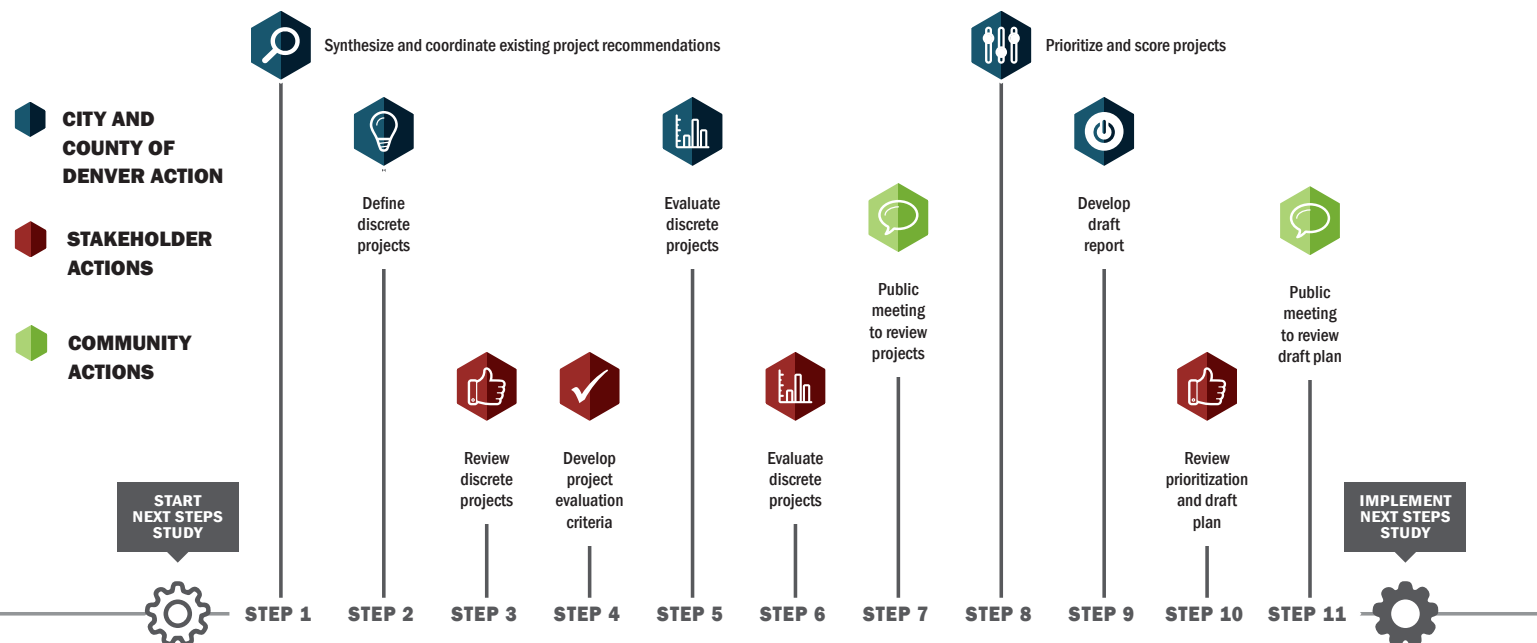 Synthesize and coordinate existing project recommendations
Prioritize and score projects
CITY AND
COUNTY OF
DENVER ACTION
STAKEHOLDER
ACTIONS
COMMUNITY
ACTIONS
Define
discrete
projects
Evaluate
discrete
projects
Develop
draft
report
Public
meeting
to review
projects
Public
meeting
to review
draft plan
Review
discrete
projects
Develop
project
evaluation
criteria
Evaluate
discrete
projects
Review
prioritization
and draft
plan
START
NEXT STEPS
STUDY
IMPLEMENT
NEXT STEPS
STUDY
STEP 1
STEP 2
STEP 3
STEP 4
STEP 5
STEP 6
STEP 7
STEP 8
STEP 9
STEP 10
STEP 11